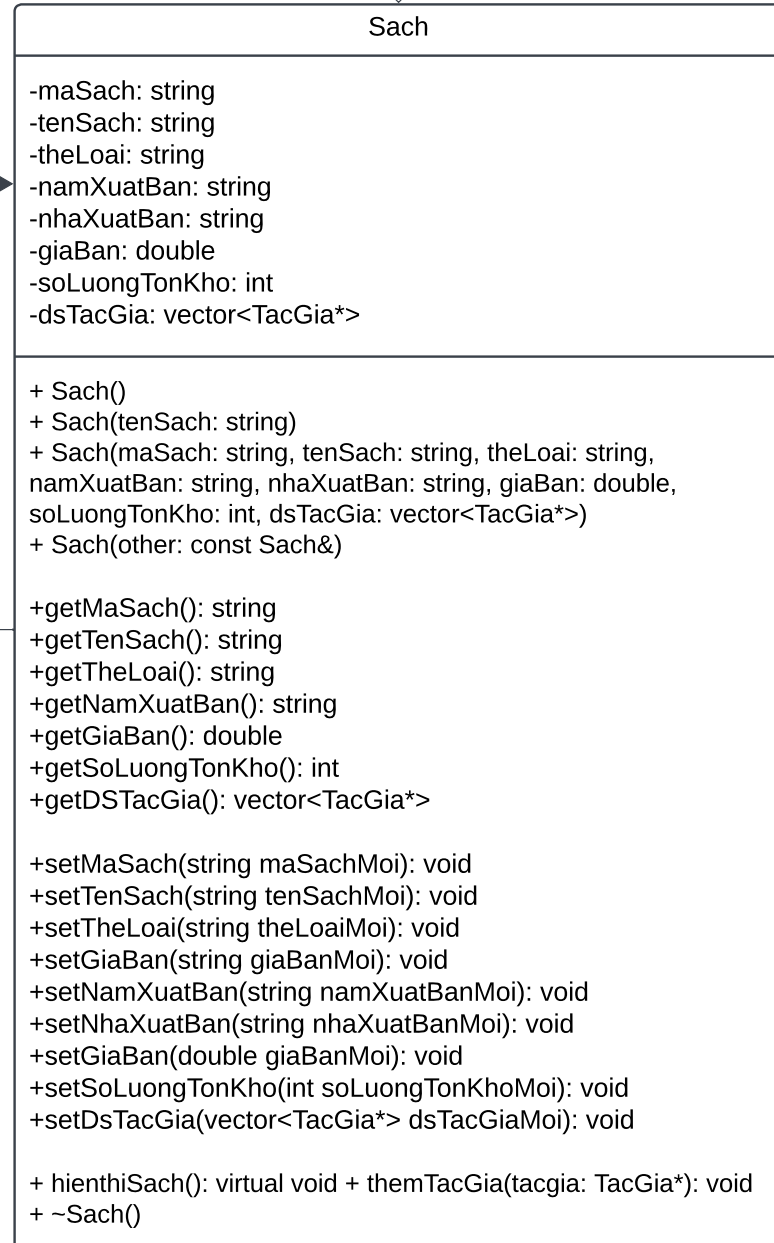 Sach
-maSach: string
-tenSach: string
-theLoai: string
-namXuatBan: string
-nhaXuatBan: string
-giaBan: double
-soLuongTonKho: int
-dsTacGia: vector<TacGia*>
+ Sach()
+ Sach(tenSach: string)
+ Sach(maSach: string, tenSach: string, theLoai: string,
namXuatBan: string, nhaXuatBan: string, giaBan: double,
soLuongTonKho: int, dsTacGia: vector<TacGia*>)
+ Sach(other: const Sach&)
+getMaSach(): string
+getTenSach(): string
+getTheLoai(): string
+getNamXuatBan(): string
+getGiaBan(): double
+getSoLuongTonKho(): int
+getDSTacGia(): vector<TacGia*>
+setMaSach(string maSachMoi): void
+setTenSach(string tenSachMoi): void
+setTheLoai(string theLoaiMoi): void
+setGiaBan(string giaBanMoi): void
+setNamXuatBan(string namXuatBanMoi): void
+setNhaXuatBan(string nhaXuatBanMoi): void
+setGiaBan(double giaBanMoi): void
+setSoLuongTonKho(int soLuongTonKhoMoi): void
+setDsTacGia(vector<TacGia*> dsTacGiaMoi): void
+ hienthiSach(): virtual void + themTacGia(tacgia: TacGia*): void
+ ~Sach()